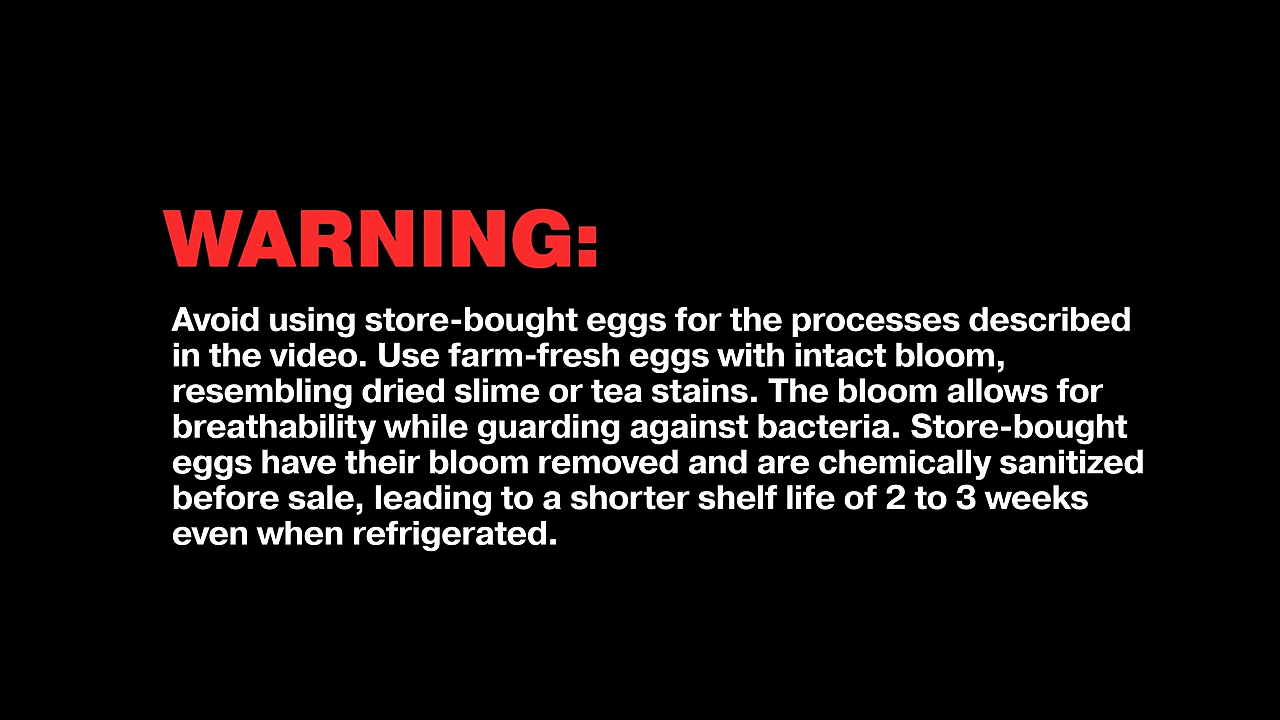 WARNING:
Avoid using store-bought eggs for the processes described
in the video. Use farm-fresh eggs with intact bloom,
resembling dried slime or tea stains. The bloom allows for
breathability while guarding against bacteria. Store-bought
eggs have their bloom removed and are chemically sanitized
before sale, leading to a shorter shelf life of 2 to 3 weeks
even when refrigerated.